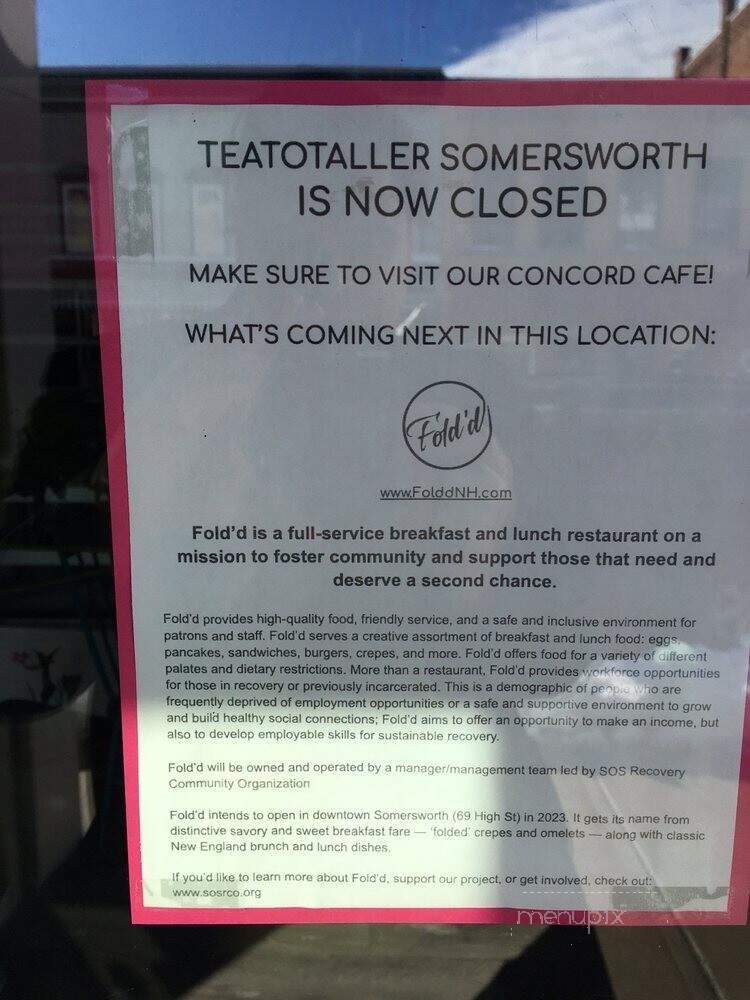 TEATOTALLER SOMERSWORTH
IS NOW CLOSED
MAKE SURE TO VISIT OUR CONCORD CAFE!
WHAT'S COMING NEXT IN THIS LOCATION:
Fold'd
www.FolddNH.com
Fold'd is a full-service breakfast and lunch restaurant on a
mission to foster community and support those that need and
deserve a second chance.
Fold'd provides high-quality food, friendly service, and a safe and inclusive environment for
patrons and staff. Fold'd serves a creative assortment of breakfast and lunch food: eggs,
pancakes, sandwiches, burgers, crepes, and more. Fold'd offers food for a variety of different
palates and dietary restrictions. More than a restaurant, Fold'd provides workforce opportunities
for those in recovery or previously incarcerated. This is a demographic of people who are
frequently deprived of employment opportunities or a safe and supportive environment to grow
and build healthy social connections; Fold'd aims to offer an opportunity to make an income, but
also to develop employable skills for sustainable recovery.
Fold'd will be owned and operated by a manager/management team led by SOS Recovery
Community Organization
Fold'd intends to open in downtown Somersworth (69 High St) in 2023. It gets its name from
distinctive savory and sweet breakfast fare — 'folded' crepes and omelets — along with classic
New England brunch and lunch dishes.
If you'd like to learn more about Fold'd, support our project, or get involved, check out:
www.sosrco.org
menupix